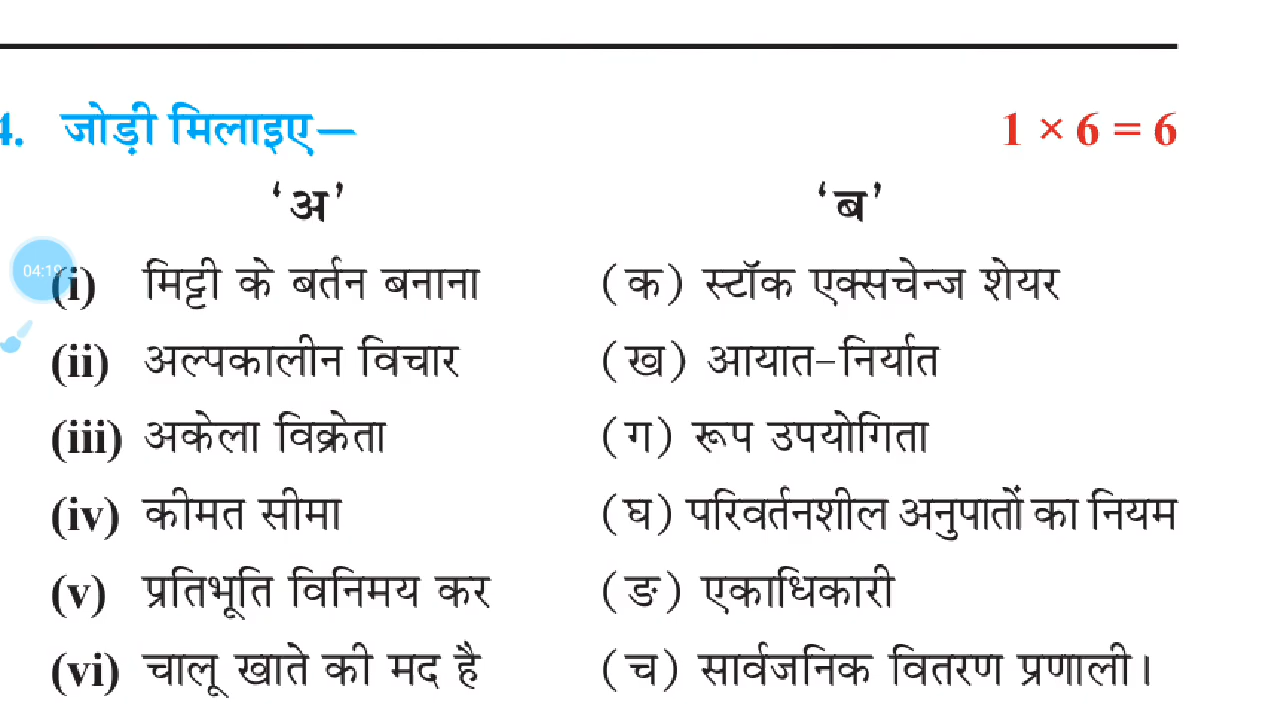 4. जोड़ी मिलाइए— 1 × 6 = 6
‘अ’ ‘ब’
(i) मिट्टी के बर्तन बनाना (क) स्टॉक एक्सचेन्ज शेयर
(ii) अल्पकालीन विचार (ख) आयात-निर्यात
(iii) अकेला विक्रेता (ग) रूप उपयोगिता
(iv) कीमत सीमा (घ) परिवर्तनशील अनुपातों का नियम
(v) प्रतिभूति विनिमय कर (ङ) एकाधिकारी
(vi) चालू खाते की मद है (च) सार्वजनिक वितरण प्रणाली।
04:19